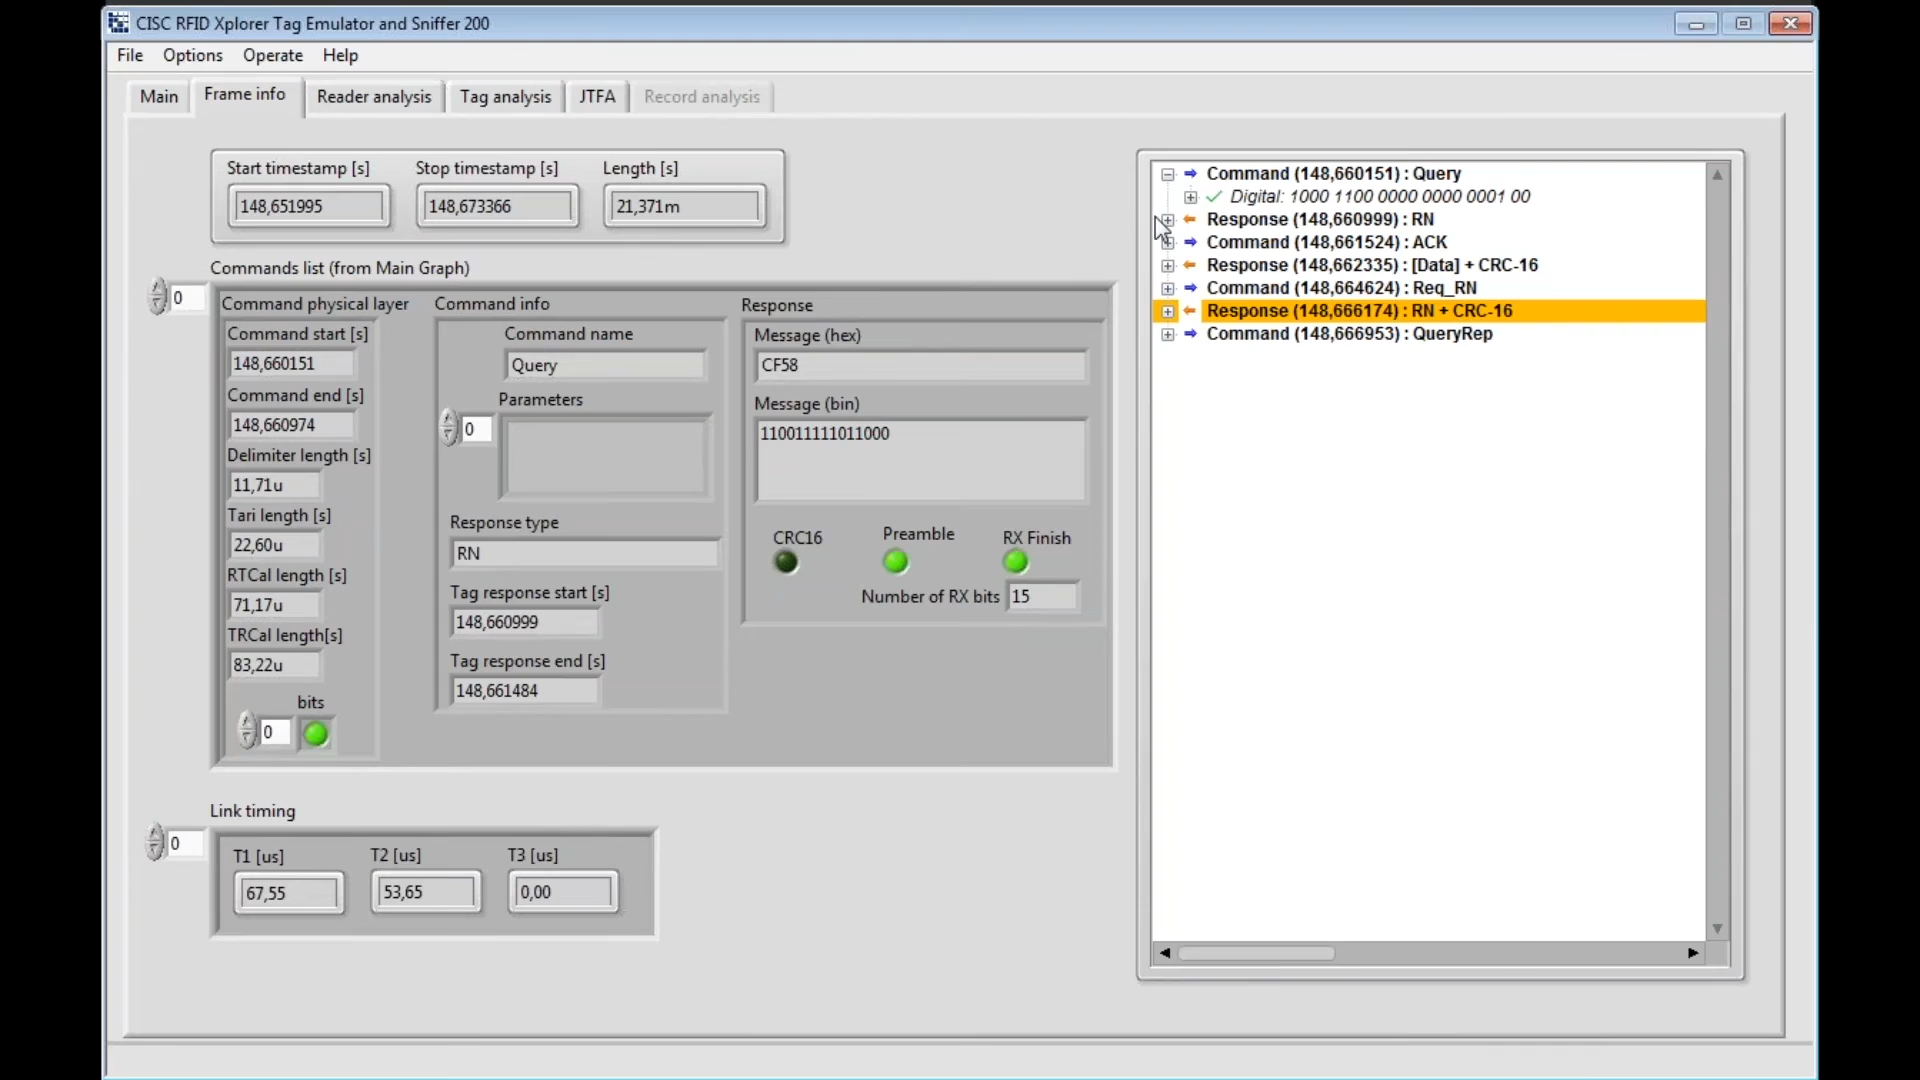 CISC RFID Xplorer Tag Emulator and Sniffer 200
File Options Operate Help
Main Frame info Reader analysis Tag analysis JTFA Record analysis
Start timestamp [s] Stop timestamp [s] Length [s]
148,651995 148,673366 21,371m
Commands list (from Main Graph)
0
Command physical layer
Command start [s]
148,660151
Command end [s]
148,660974
Delimiter length [s]
11,71u
Tari length [s]
22,60u
RTCal length [s]
71,17u
TRCal length[s]
83,22u
bits
0
Command info
Command name
Query
Parameters
0
Response type
RN
Tag response start [s]
148,660999
Tag response end [s]
148,661484
Response
Message (hex)
CF58
Message (bin)
110011111011000
CRC16 Preamble RX Finish
Number of RX bits 15
Link timing
0
T1 [us] T2 [us] T3 [us]
67,55 53,65 0,00
Command (148,660151) : Query
Digital: 1000 1100 0000 0000 0001 00
Response (148,660999) : RN
Command (148,661524) : ACK
Response (148,662335) : [Data] + CRC-16
Command (148,664624) : Req_RN
Response (148,666174) : RN + CRC-16
Command (148,666953) : QueryRep